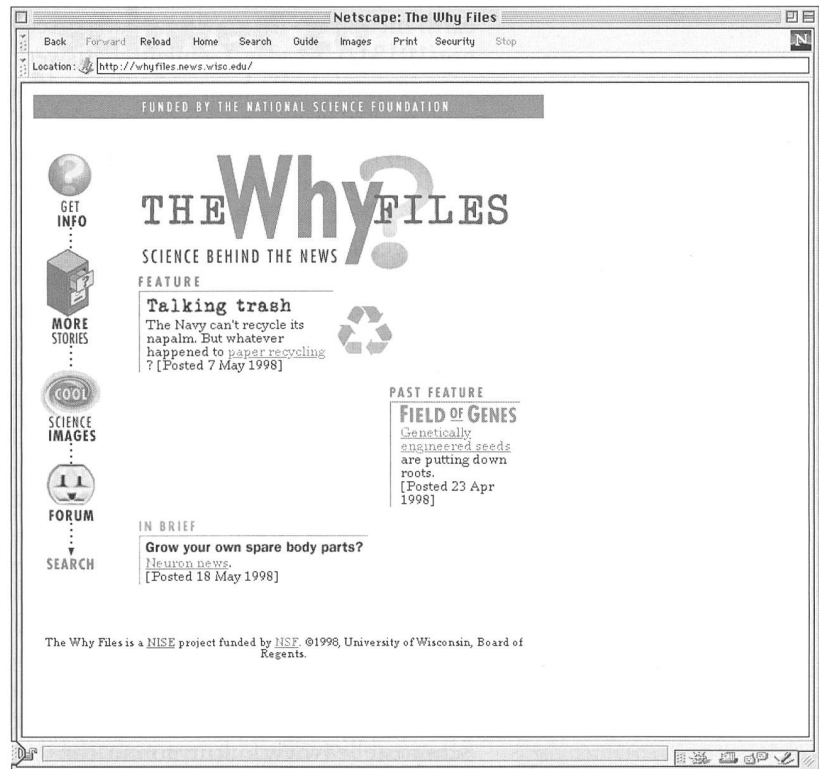 Netscape: The Why Files
Back Forward Reload Home Search Guide Images Print Security Stop
N
Location: http://whyfiles.news.wisc.edu/
FUNDED BY THE NATIONAL SCIENCE FOUNDATION
GET
INFO
MORE
STORIES
COOL
SCIENCE
IMAGES
FORUM
SEARCH
THE Why? FILES
SCIENCE BEHIND THE NEWS
FEATURE
Talking trash
The Navy can't recycle its
napalm. But whatever
happened to paper recycling
? [Posted 7 May 1998]
PAST FEATURE
FIELD OF GENES
Genetically
engineered seeds
are putting down
roots.
[Posted 23 Apr
1998]
IN BRIEF
Grow your own spare body parts?
Neuron news.
[Posted 18 May 1998]
The Why Files is a NISE project funded by NSF. ©1998, University of Wisconsin, Board of
Regents.